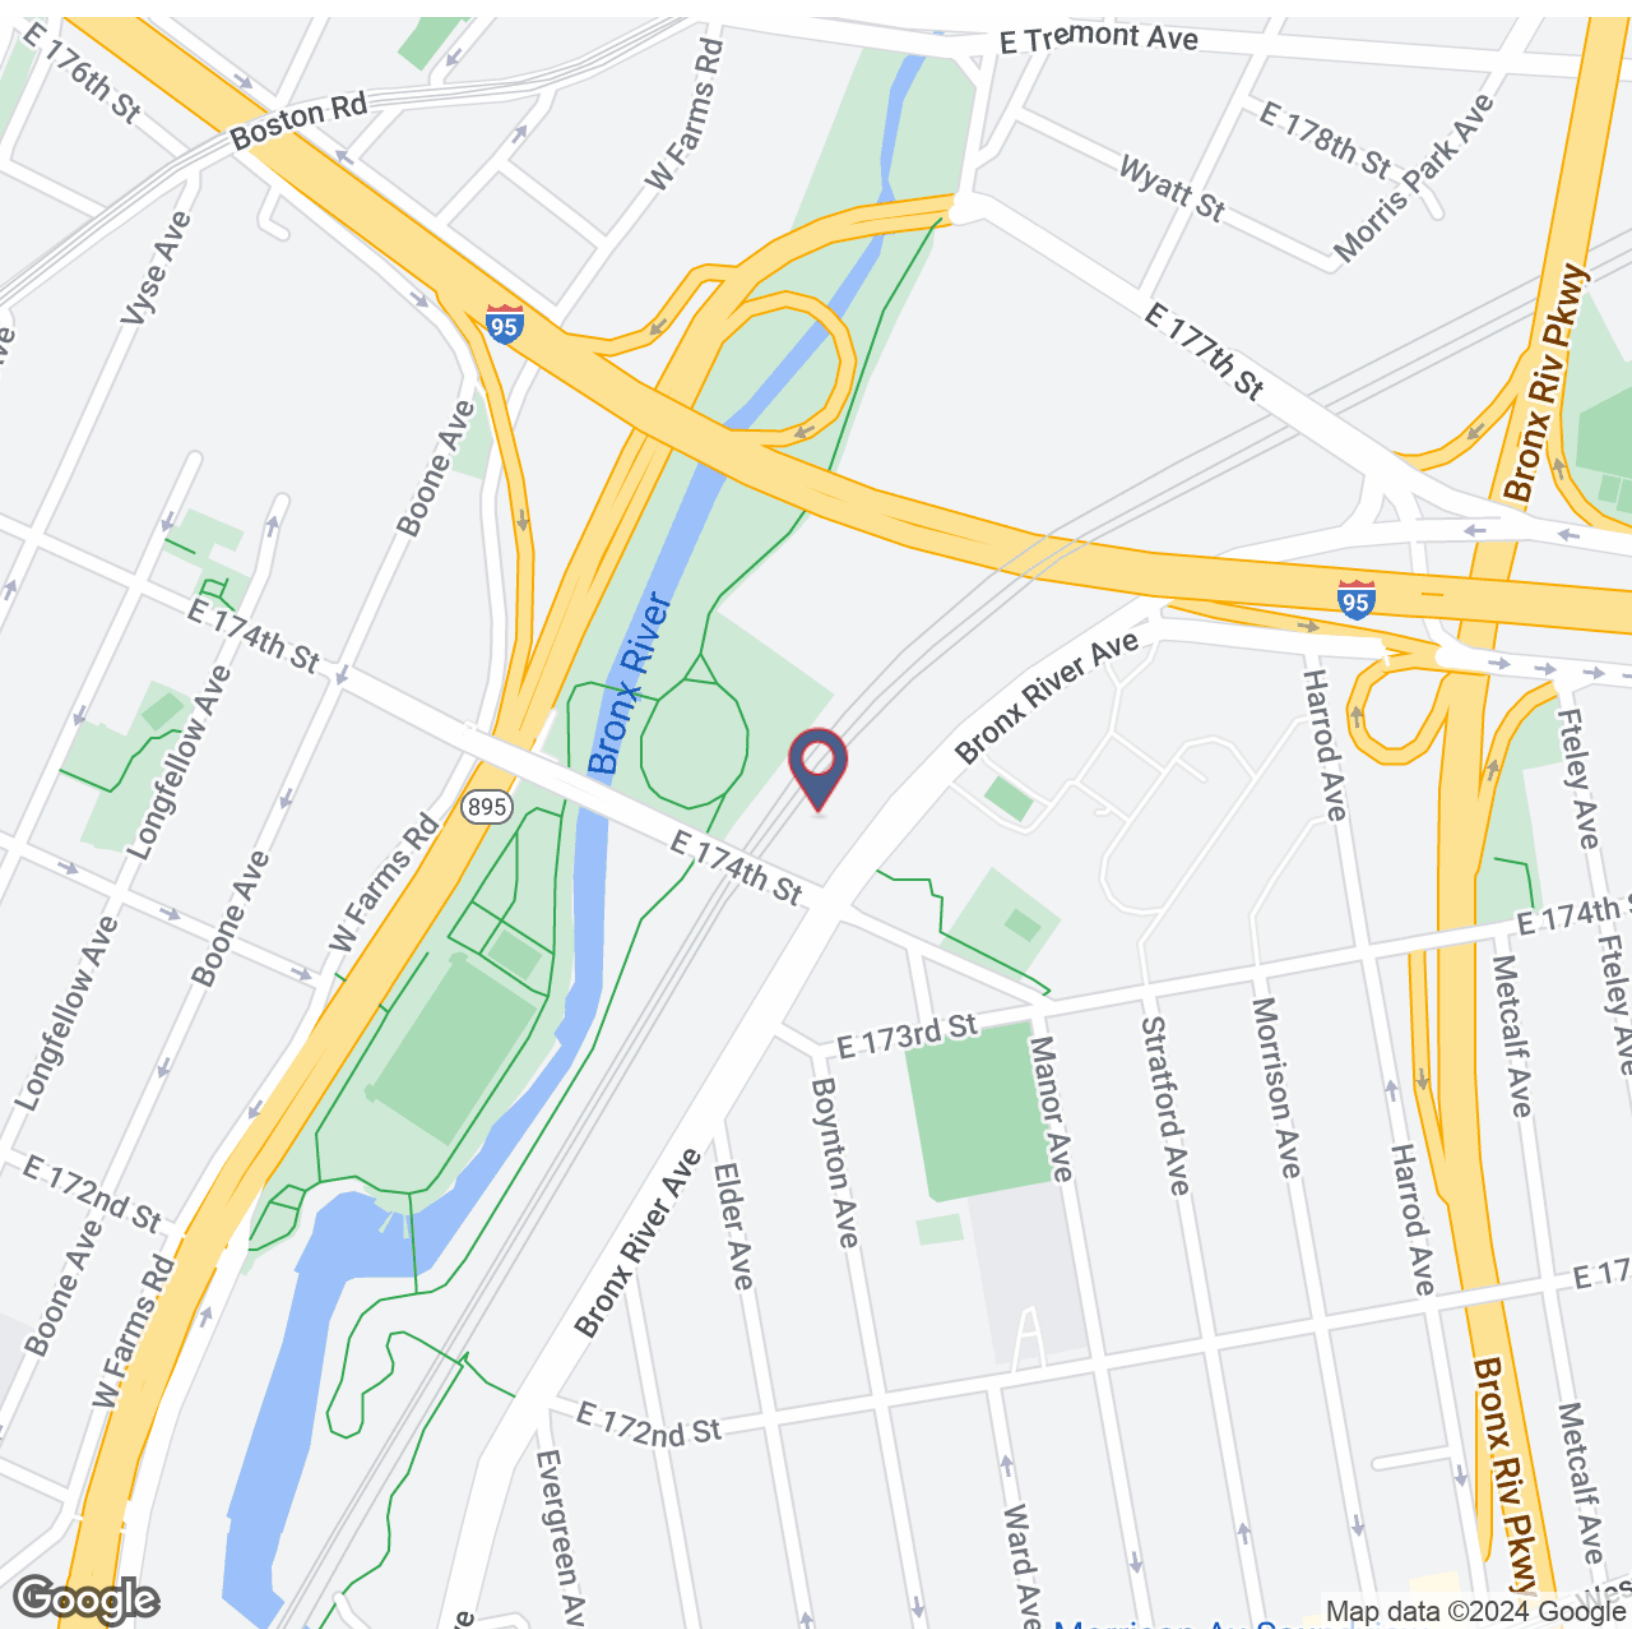 E Tremont Ave
E 176th St
Boston Rd
W Farms Rd
E 178th St
Morris Park Ave
Wyatt St
Vyse Ave
95
E 177th St
Bronx Riv Pkwy
Boone Ave
E 174th St
Bronx River
95
Bronx River Ave
Harrod Ave
Fteley Ave
Longfellow Ave
895
W Farms Rd
E 174th St
Boone Ave
E 174th
Longfellow Ave
E 173rd St
Metcalf Ave
Fteley Ave
Stratford Ave
Morrison Ave
Manor Ave
Boynton Ave
Harrod Ave
E 172nd St
Elder Ave
Bronx River Ave
Boone Ave
W Farms Rd
E 17
E 172nd St
Bronx Riv Pkwy
Metcalf Ave
Evergreen Av
Ward Ave
Google
Map data ©2024 Google